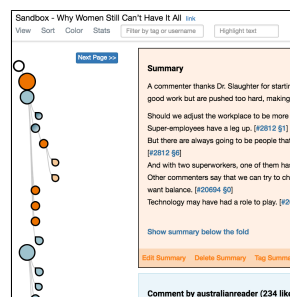 Sandbox - Why Women Still Can't Have It All link
View Sort Color Stats Filter by tag or username Highlight text
Next Page >>
Summary
A commenter thanks Dr. Slaughter for startin
good work but are pushed too hard, making
Should we adjust the workplace to be more
Super-employees have a leg up. [#2812 §1]
But there are always going to be people that
[#2812 §6]
And with two superworkers, one of them has
Other commenters say that we can try to ch
want balance. [#20694 §0]
Technology may have had a role to play. [#20
Show summary below the fold
Edit Summary Delete Summary Tag Summa
Comment by australianreader (234 like